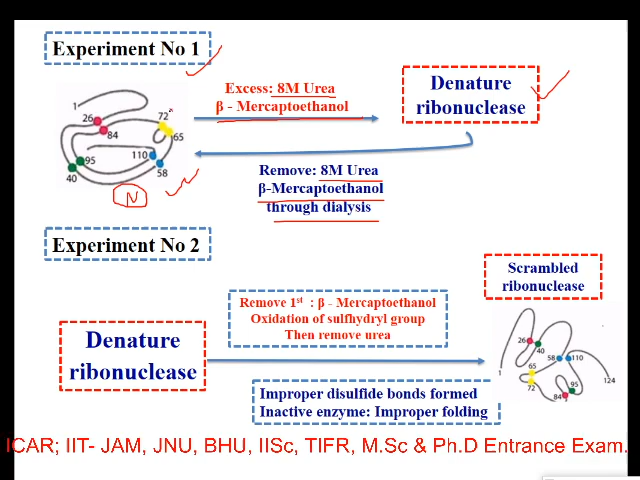 Experiment No 1
1
26
84
72
65
95
40
110
58
N
Excess: 8M Urea
β - Mercaptoethanol
Denature
ribonuclease
Remove: 8M Urea
β-Mercaptoethanol
through dialysis
Experiment No 2
Denature
ribonuclease
Remove 1st : β - Mercaptoethanol
Oxidation of sulfhydryl group
Then remove urea
Improper disulfide bonds formed
Inactive enzyme: Improper folding
Scrambled
ribonuclease
1
26
40
58
110
65
72
95
84
124
ICAR; IIT- JAM, JNU, BHU, IISc, TIFR, M.Sc & Ph.D Entrance Exam.